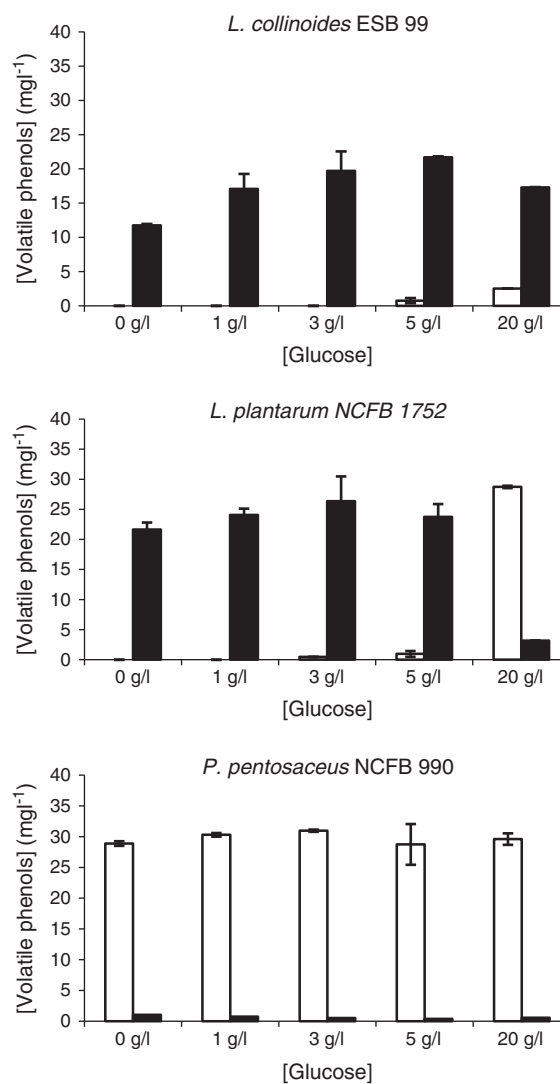 L. collinoides ESB 99
[Volatile phenols] (mgl⁻¹)
40
35
30
25
20
15
10
5
0
0 g/l 1 g/l 3 g/l 5 g/l 20 g/l
[Glucose]
L. plantarum NCFB 1752
[Volatile phenols] (mgl⁻¹)
40
35
30
25
20
15
10
5
0
0 g/l 1 g/l 3 g/l 5 g/l 20 g/l
[Glucose]
P. pentosaceus NCFB 990
[Volatile phenols] (mgl⁻¹)
40
35
30
25
20
15
10
5
0
0 g/l 1 g/l 3 g/l 5 g/l 20 g/l
[Glucose]